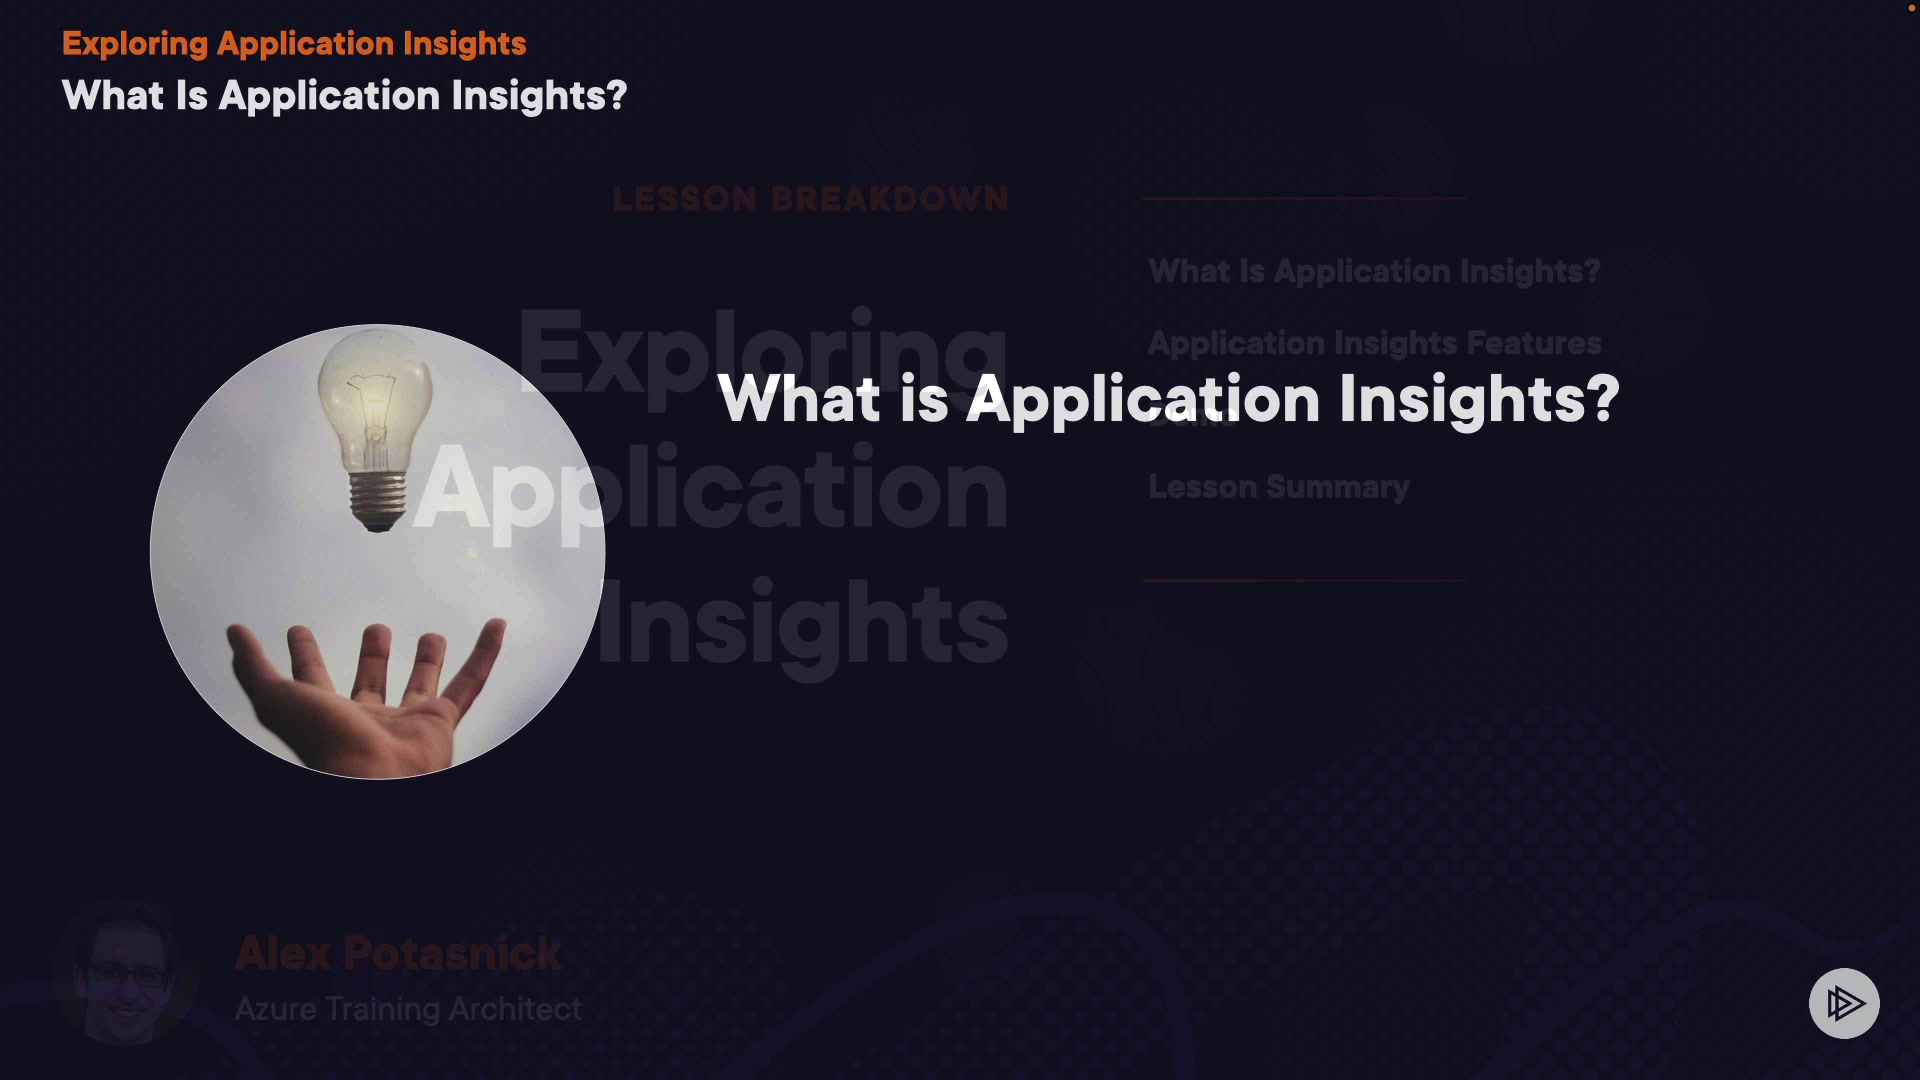 Exploring Application Insights
What Is Application Insights?
LESSON BREAKDOWN
Exploring
Application
Insights
What Is Application Insights?
Application Insights Features
Demo
Lesson Summary
What is Application Insights?
Alex Potasnick
Azure Training Architect